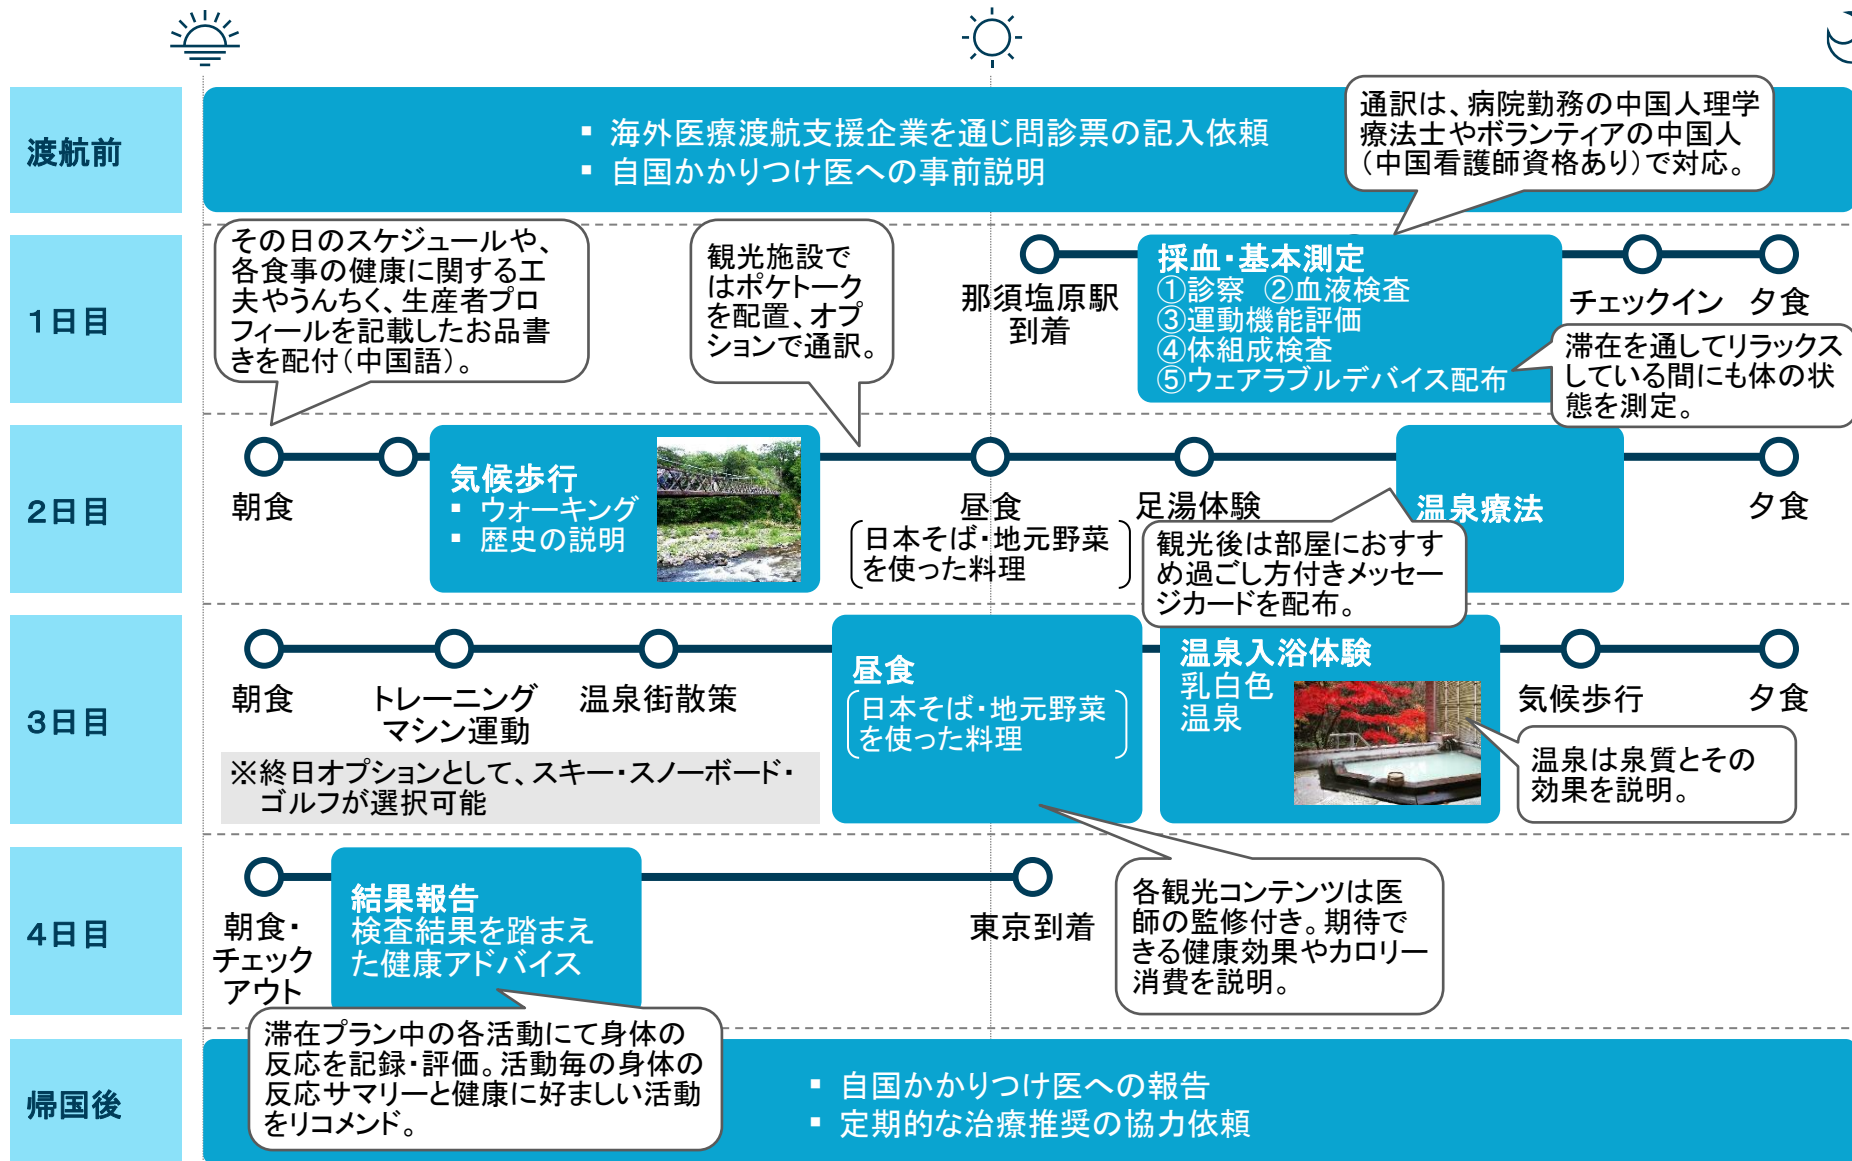 渡航前
▪ 海外医療渡航支援企業を通じ問診票の記入依頼
▪ 自国かかりつけ医への事前説明
通訳は、病院勤務の中国人理学
療法士やボランティアの中国人
（中国看護師資格あり）で対応。
1日目
その日のスケジュールや、
各食事の健康に関する工
夫やうんちく、生産者プロ
フィールを記載したお品書
きを配付（中国語）。
観光施設で
はポケトーク
を配置、オプ
ションで通訳。
那須塩原駅
到着
採血・基本測定
①診察　②血液検査
③運動機能評価
④体組成検査
⑤ウェアラブルデバイス配布
チェックイン
夕食
滞在を通してリラックス
している間にも体の状
態を測定。
2日目
朝食
気候歩行
▪ ウォーキング
▪ 歴史の説明
昼食
日本そば・地元野菜
を使った料理
足湯体験
観光後は部屋におすす
め過ごし方付きメッセー
ジカードを配布。
温泉療法
夕食
3日目
朝食
トレーニング
マシン運動
温泉街散策
※終日オプションとして、スキー・スノーボード・
ゴルフが選択可能
昼食
日本そば・地元野菜
を使った料理
温泉入浴体験
乳白色
温泉
気候歩行
夕食
温泉は泉質とその
効果を説明。
4日目
朝食・
チェック
アウト
結果報告
検査結果を踏まえ
た健康アドバイス
東京到着
各観光コンテンツは医
師の監修付き。期待で
きる健康効果やカロリー
消費を説明。
滞在プラン中の各活動にて身体の
反応を記録・評価。活動毎の身体の
反応サマリーと健康に好ましい活動
をリコメンド。
帰国後
▪ 自国かかりつけ医への報告
▪ 定期的な治療推奨の協力依頼